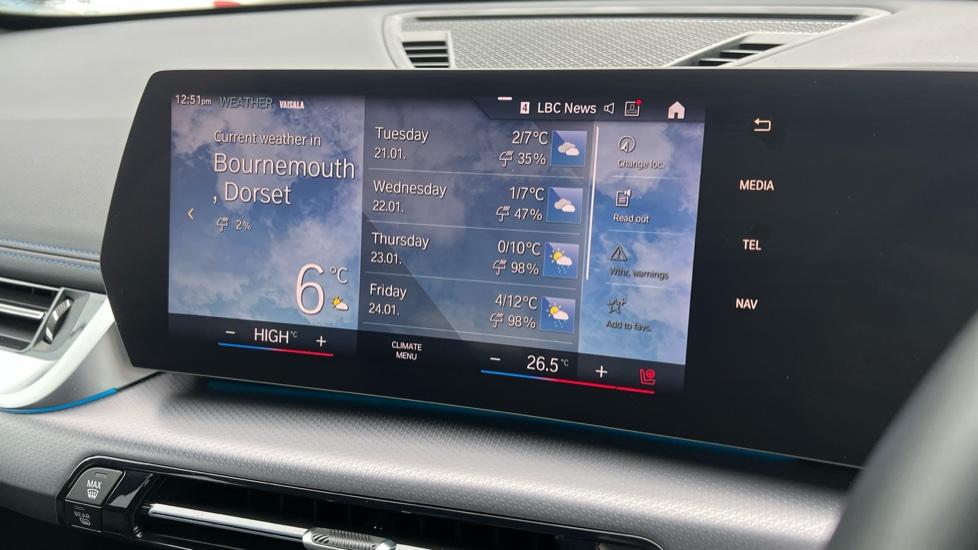 12:51pm WEATHER VAISALA
4 LBC News
Current weather in
Bournemouth
, Dorset
2%
6°C
Tuesday 2/7°C
21.01. 35%
Wednesday 1/7°C
22.01. 47%
Thursday 0/10°C
23.01. 98%
Friday 4/12°C
24.01. 98%
Change loc.
Read out
Wthr. warnings
Add to favs.
- HIGH°C +
CLIMATE
MENU
- 26.5°C +
MEDIA
TEL
NAV
MAX
REAR